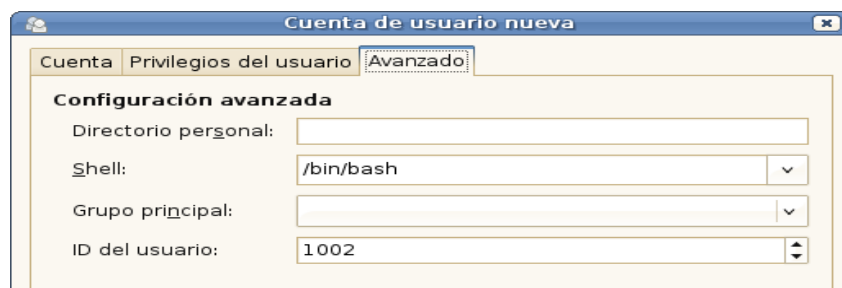 Cuenta de usuario nueva
Cuenta Privilegios del usuario Avanzado
Configuración avanzada
Directorio personal:
Shell: /bin/bash
Grupo principal:
ID del usuario: 1002